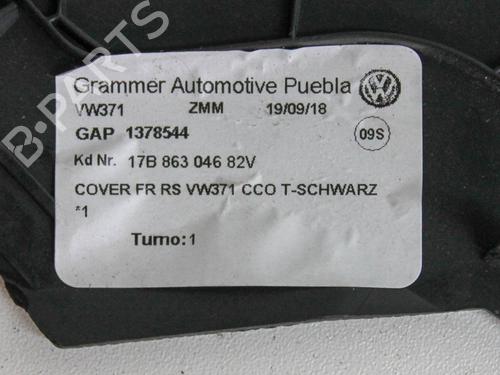 Grammer Automotive Puebla
VW371 ZMM 19/09/18
GAP 1378544 09S
Kd Nr. 17B 863 046 82V
COVER FR RS VW371 CCO T-SCHWARZ
*1
Turno:1
B-PARTS